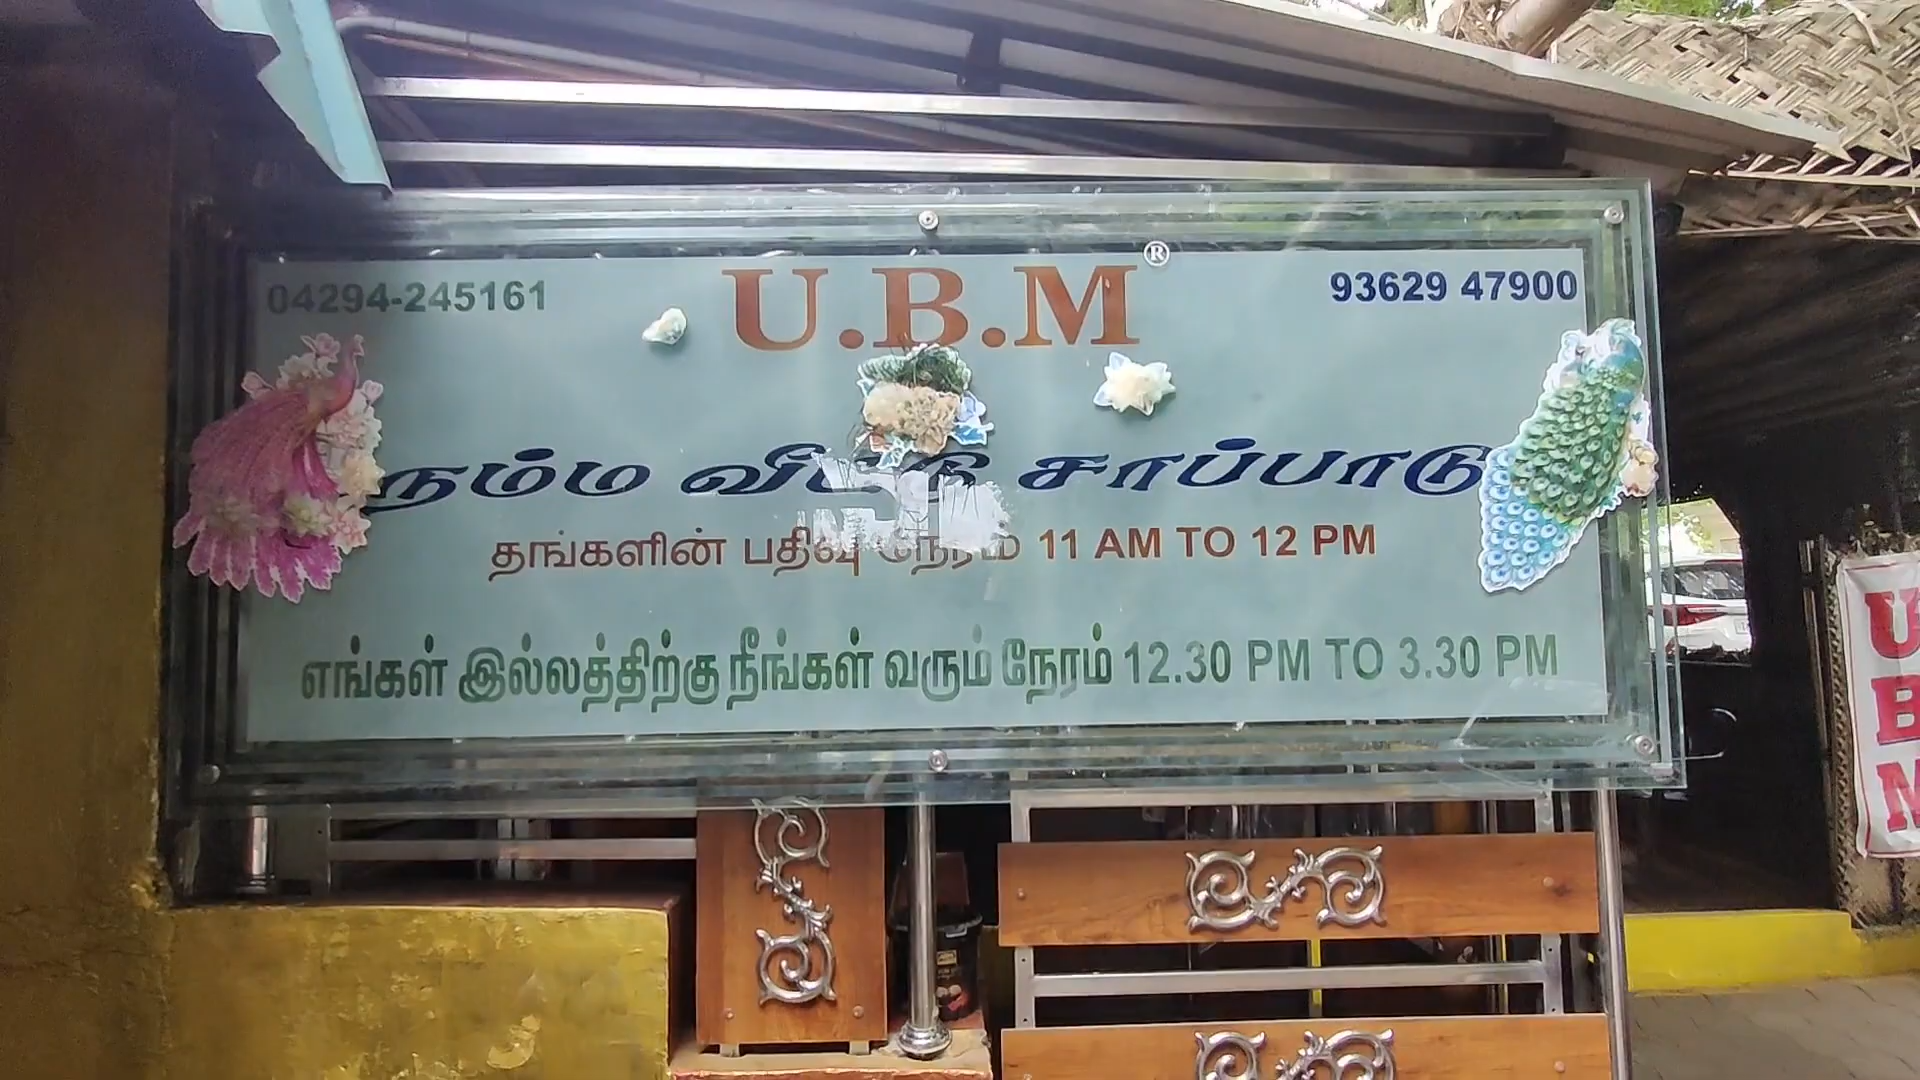 04294-245161
U.B.M®
93629 47900
நம்ம வீட்டு சாப்பாடு
தங்களின் பதிவு நேரம் 11 AM TO 12 PM
எங்கள் இல்லத்திற்கு நீங்கள் வரும் நேரம் 12.30 PM TO 3.30 PM
U
B
M